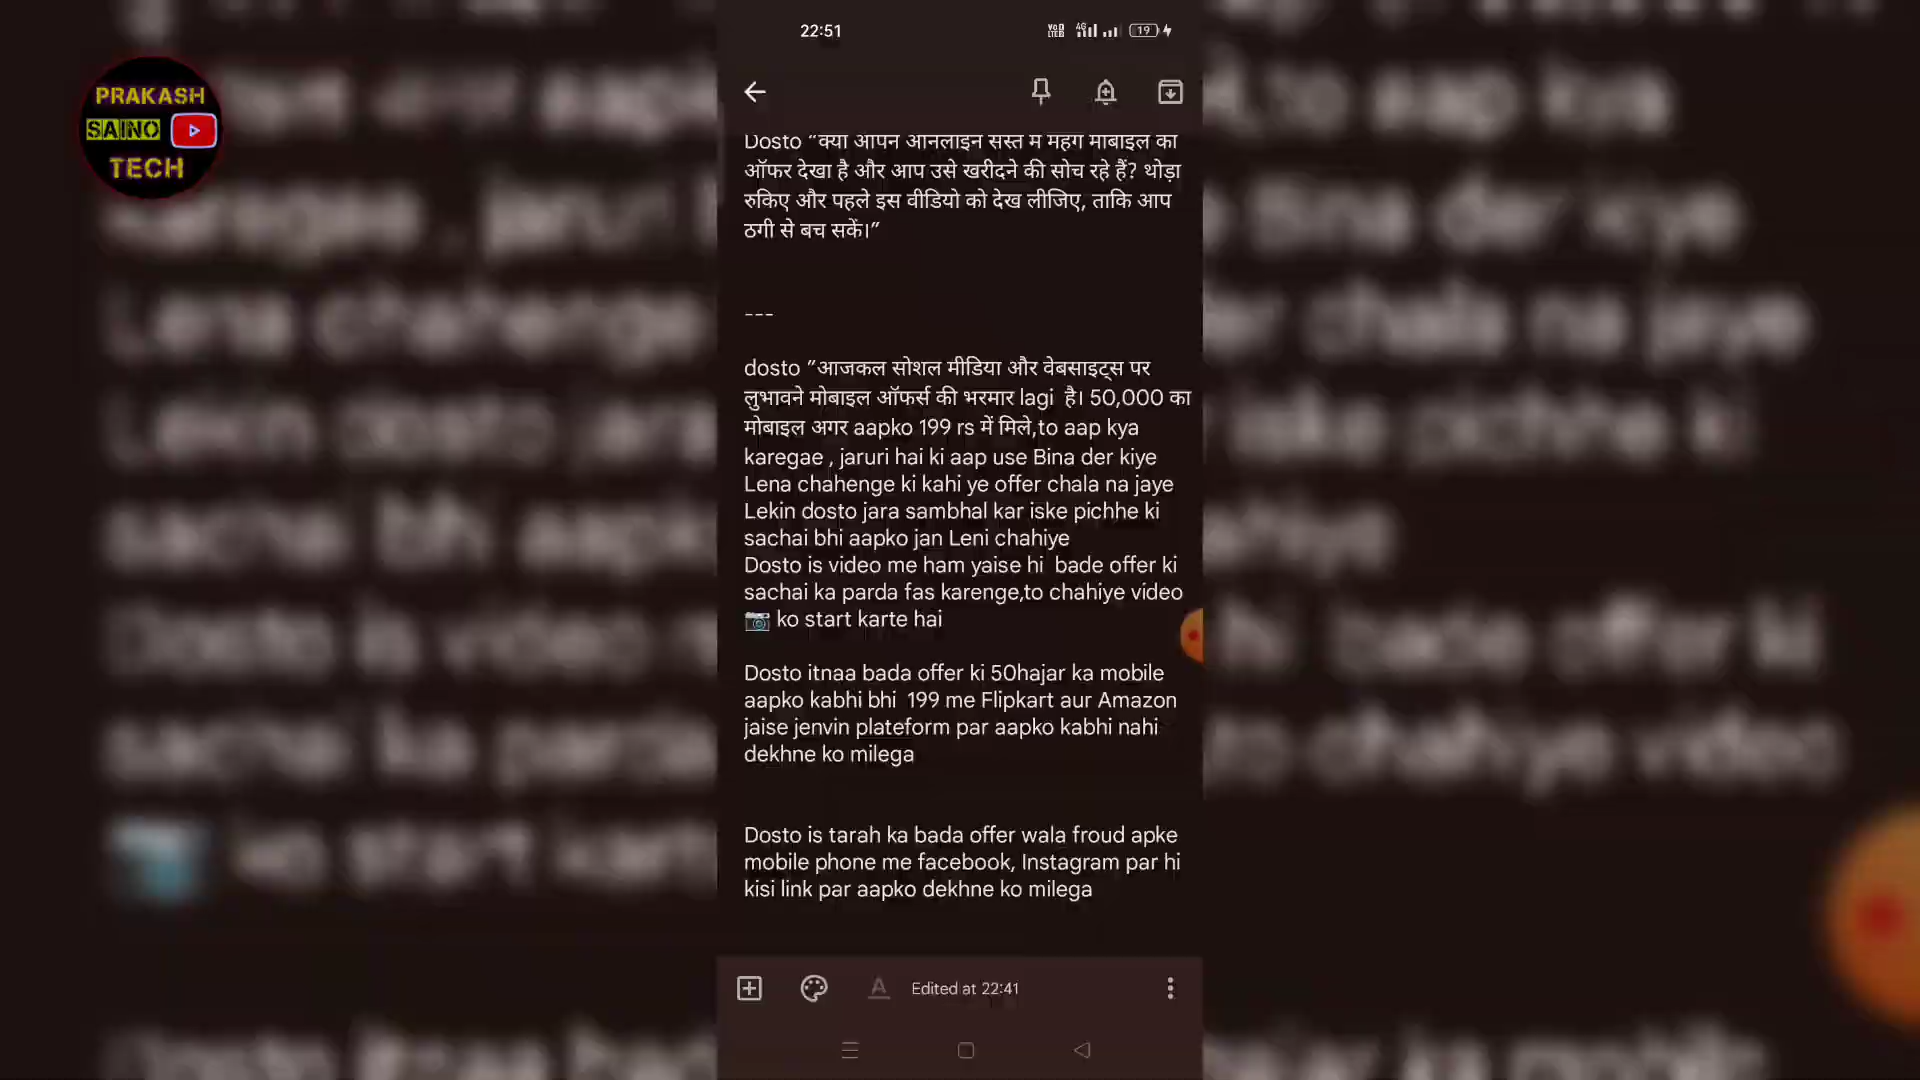 PRAKASH
SAINO
TECH
22:51
VoD LTE 4G 19
Dosto "क्या आपने ऑनलाइन सस्ते में महंगे मोबाइल का
ऑफर देखा है और आप उसे खरीदने की सोच रहे हैं? थोड़ा
रुकिए और पहले इस वीडियो को देख लीजिए, ताकि आप
ठगी से बच सकें।"
---
dosto "आजकल सोशल मीडिया और वेबसाइट्स पर
लुभावने मोबाइल ऑफर्स की भरमार lagi है। 50,000 का
मोबाइल अगर aapko 199 rs में मिले,to aap kya
karegae , jaruri hai ki aap use Bina der kiye
Lena chahenge ki kahi ye offer chala na jaye
Lekin dosto jara sambhal kar iske pichhe ki
sachai bhi aapko jan Leni chahiye
Dosto is video me ham yaise hi bade offer ki
sachai ka parda fas karenge,to chahiye video
📷 ko start karte hai
Dosto itnaa bada offer ki 50hajar ka mobile
aapko kabhi bhi 199 me Flipkart aur Amazon
jaise jenvin plateform par aapko kabhi nahi
dekhne ko milega
Dosto is tarah ka bada offer wala froud apke
mobile phone me facebook, Instagram par hi
kisi link par aapko dekhne ko milega
Edited at 22:41